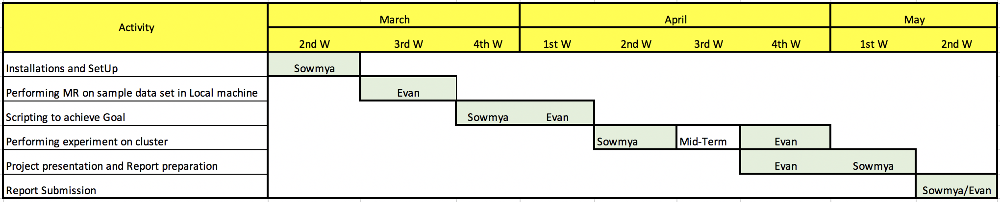 Activity
March April May
2nd W 3rd W 4th W 1st W 2nd W 3rd W 4th W 1st W 2nd W
Installations and SetUp Sowmya
Performing MR on sample data set in Local machine Evan
Scripting to achieve Goal Sowmya Evan
Performing experiment on cluster Sowmya Mid-Term Evan
Project presentation and Report preparation Evan Sowmya
Report Submission Sowmya/Evan